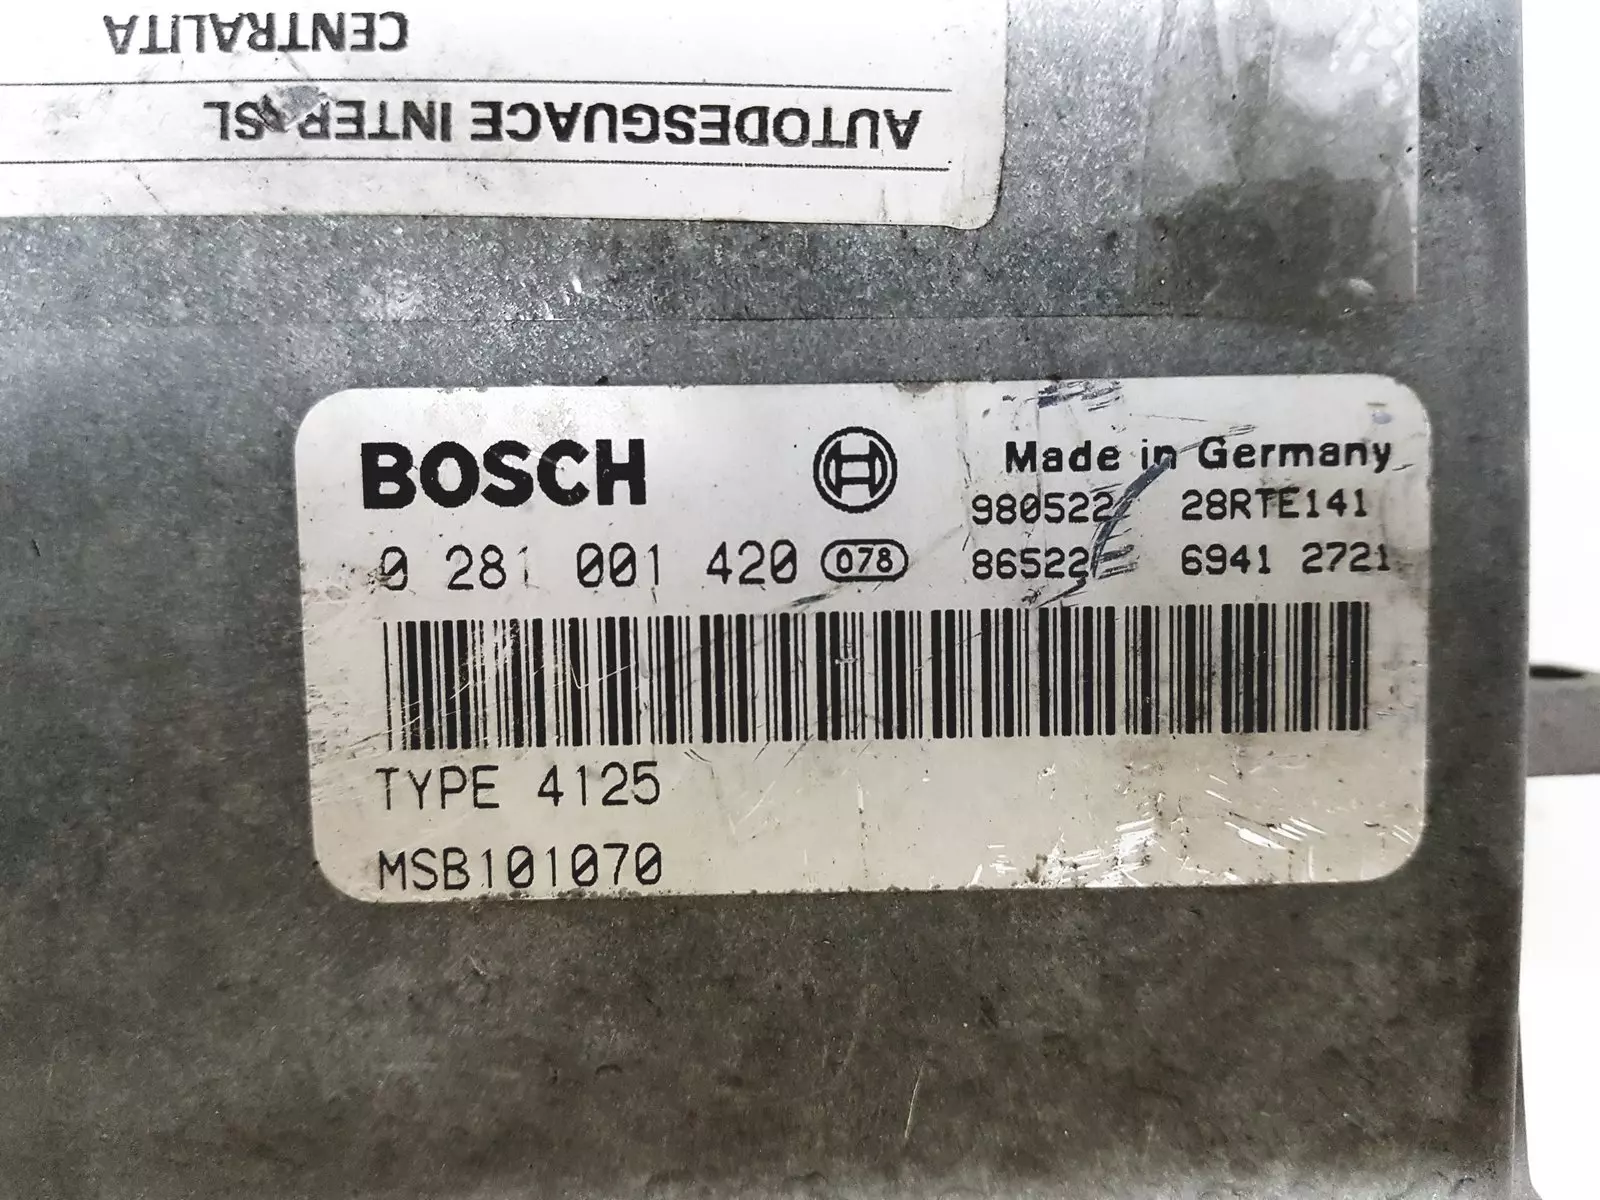 CENTRALITA
AUTODESGUACE INTER SL
BOSCH
Made in Germany
980522 28RTE141
0 281 001 420 078
86522 6941 2721
TYPE 4125
MSB101070